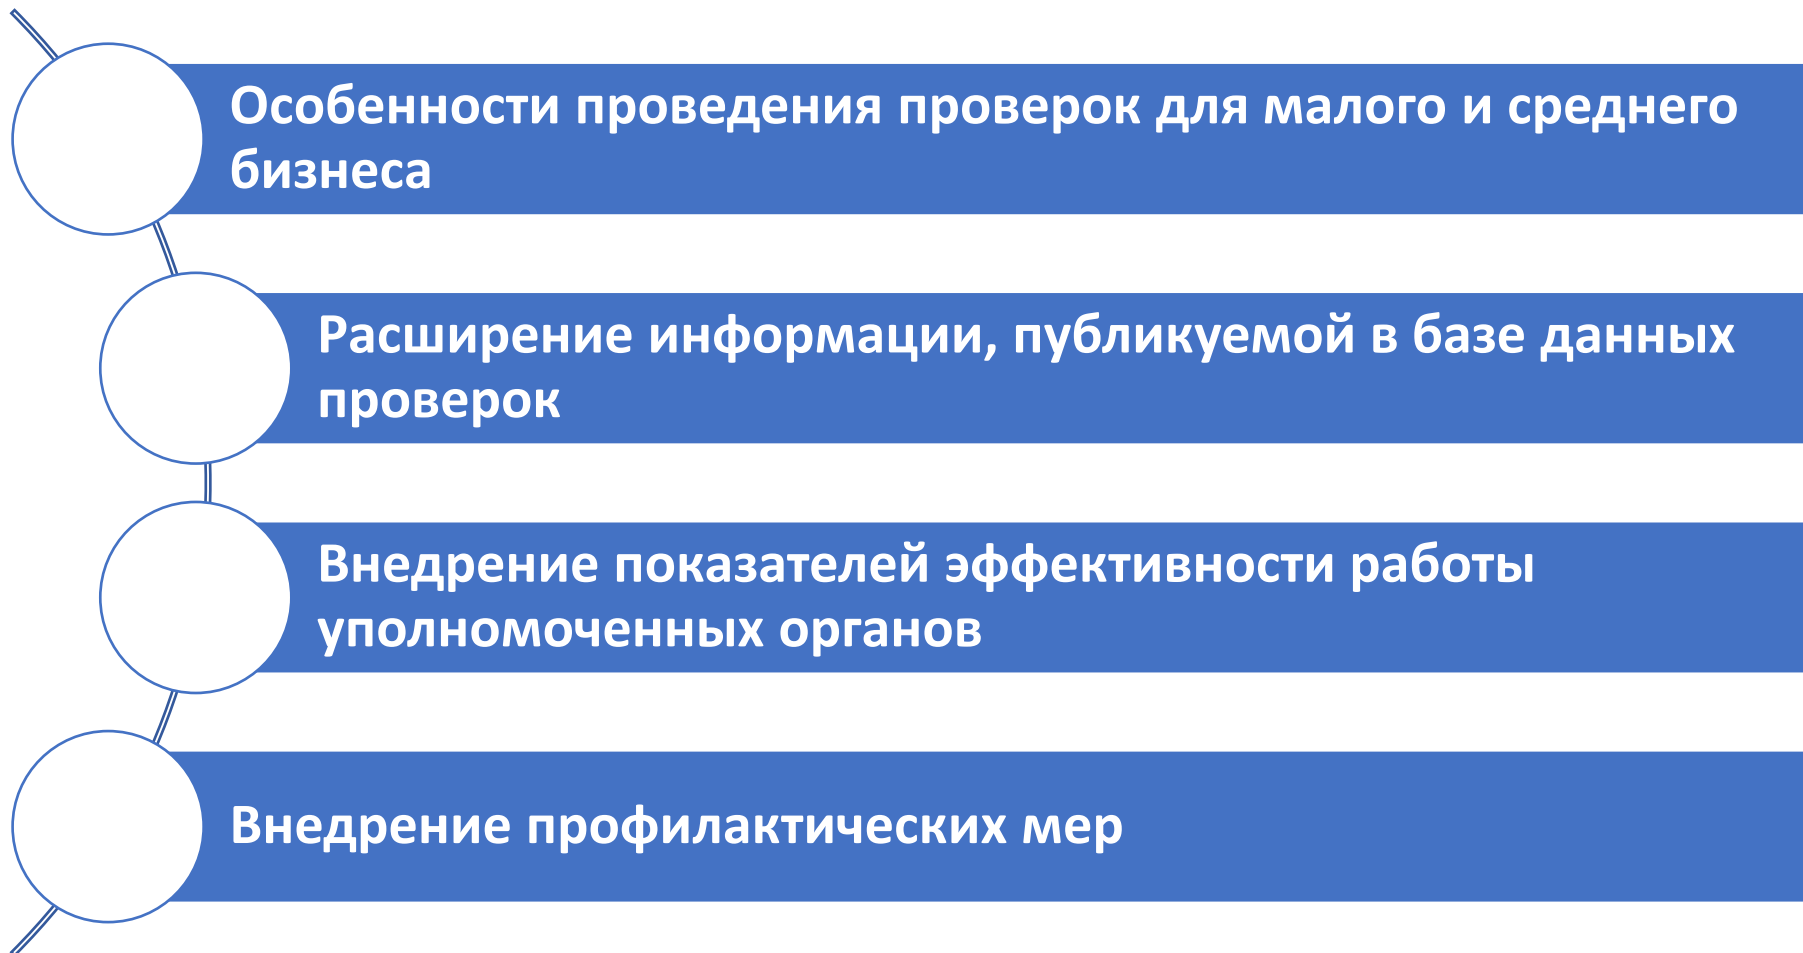 Особенности проведения проверок для малого и среднего
бизнеса
Расширение информации, публикуемой в базе данных
проверок
Внедрение показателей эффективности работы
уполномоченных органов
Внедрение профилактических мер